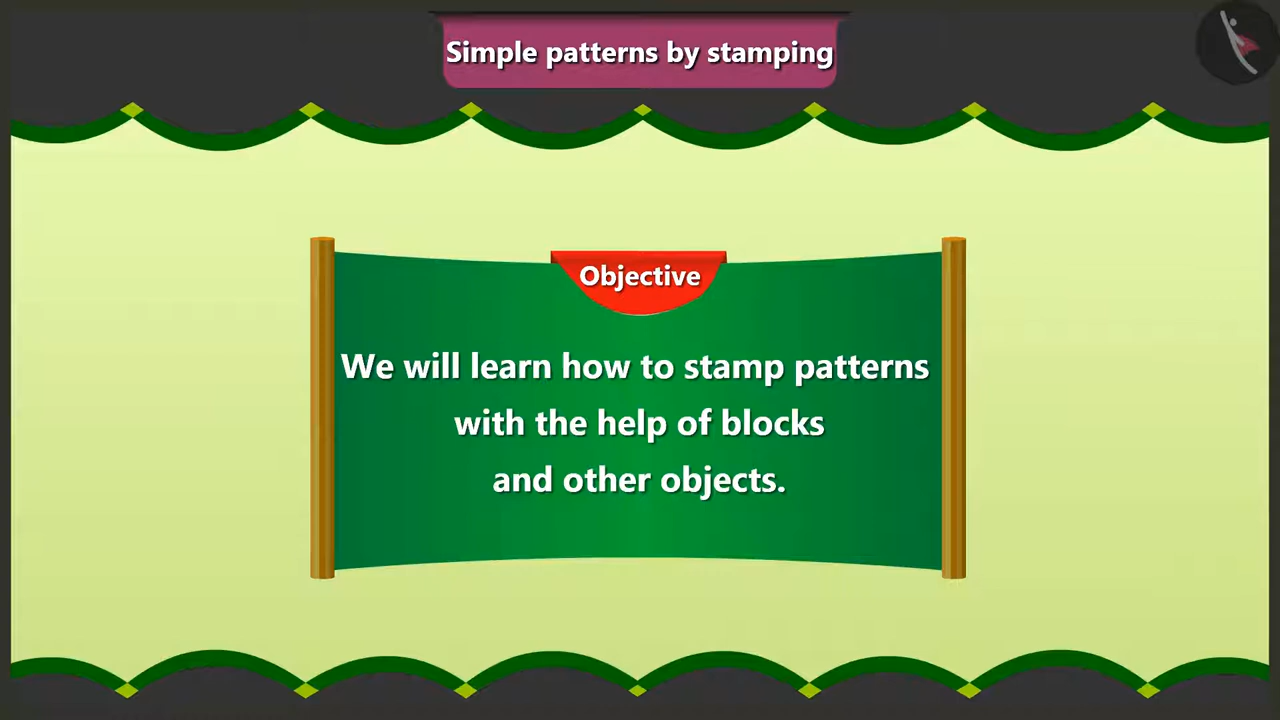 Simple patterns by stamping
Objective
We will learn how to stamp patterns
with the help of blocks
and other objects.